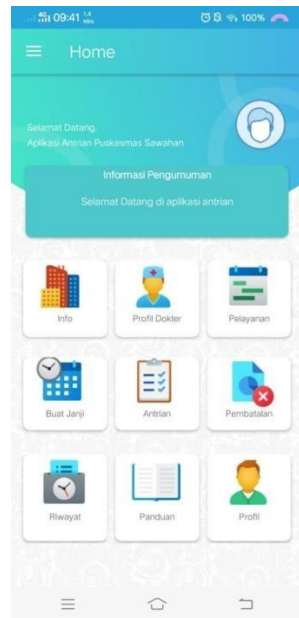 09:41
100%
Home
Selamat Datang,
Aplikasi Antrian Puskesmas Sawahan
Informasi Pengumuman
Selamat Datang di aplikasi antrian
Info
Profil Dokter
Pelayanan
Buat Janji
Antrian
Pembatalan
Riwayat
Panduan
Profil